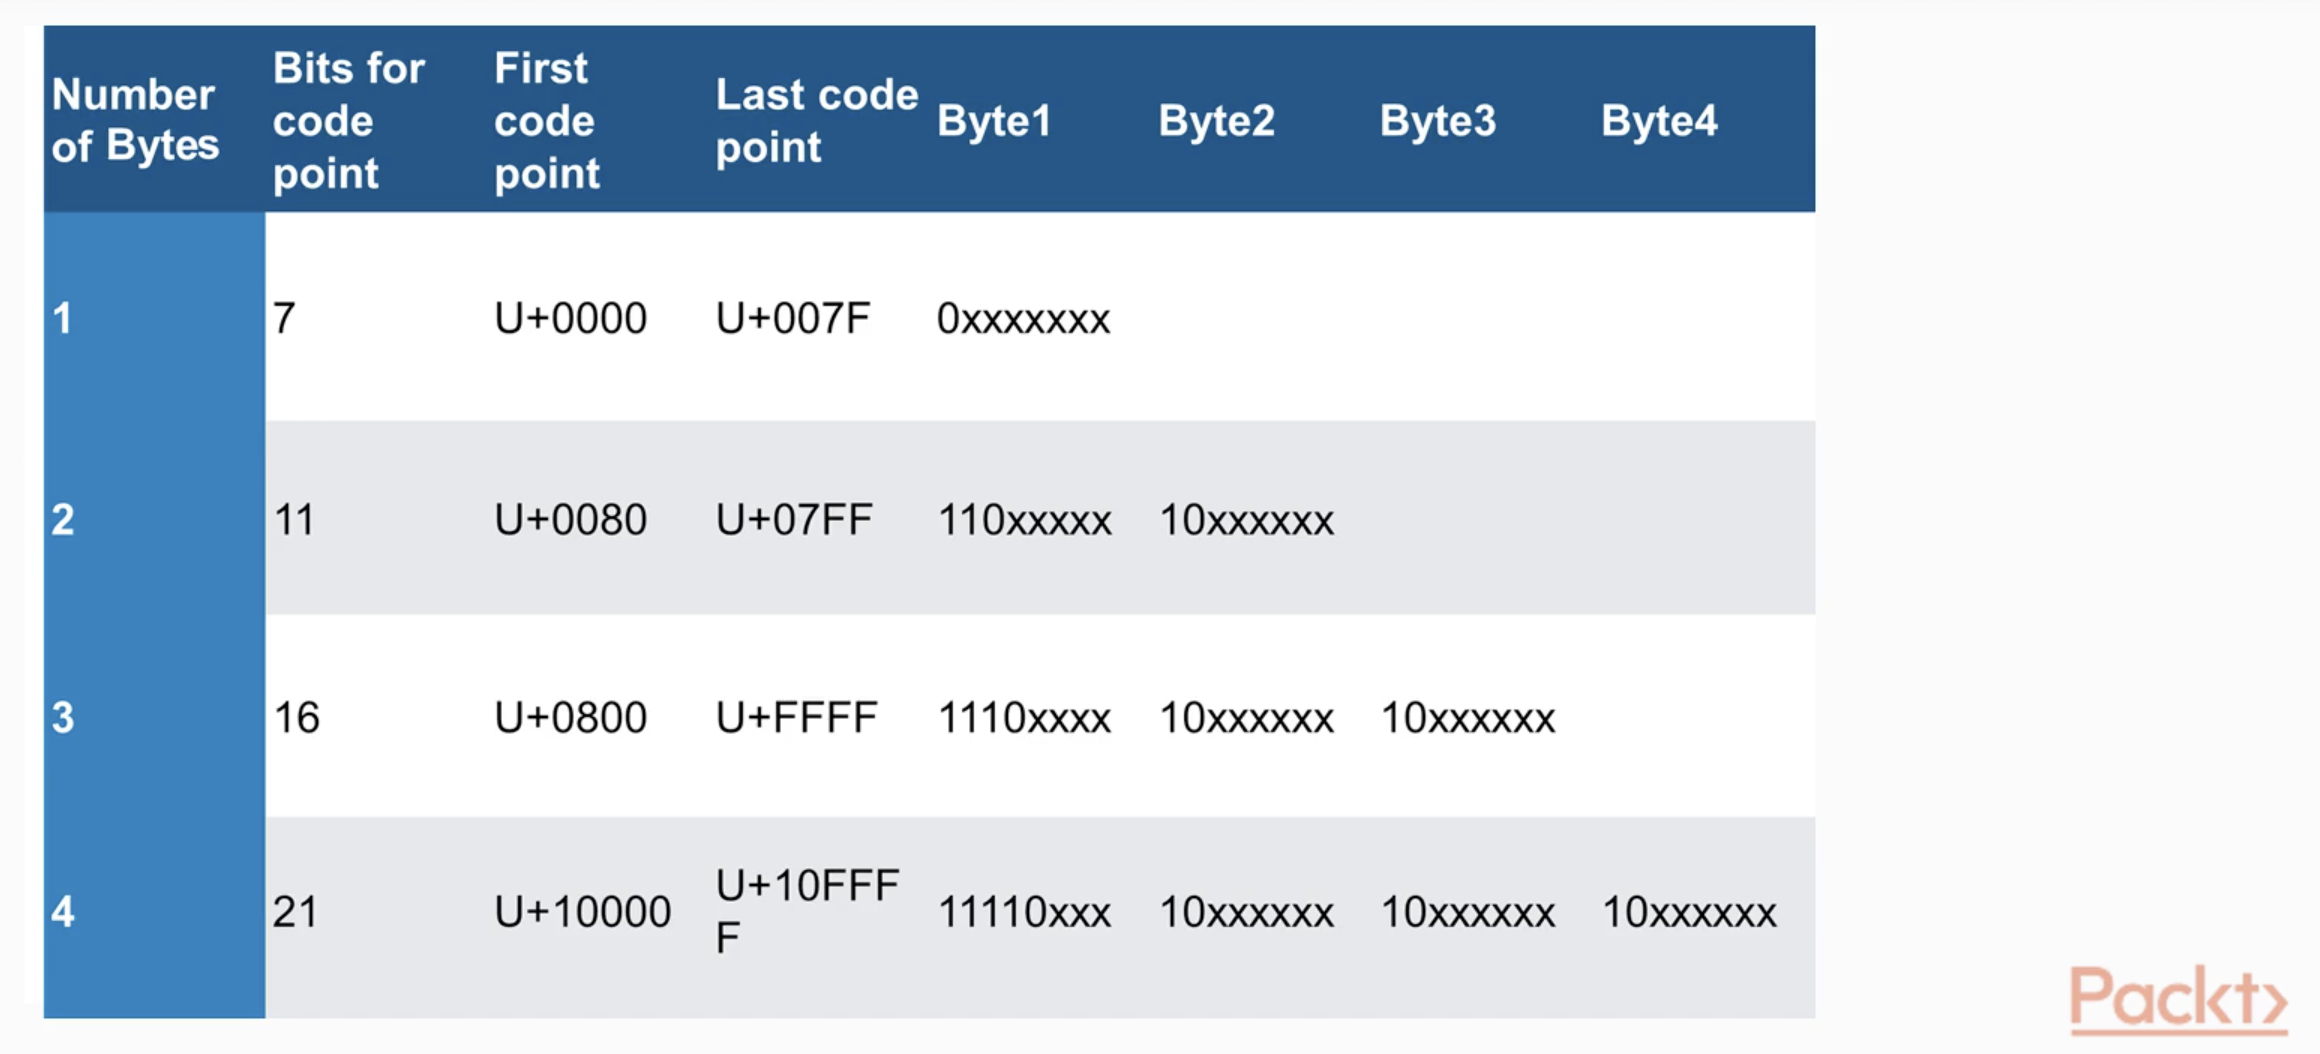 Number of Bytes Bits for code point First code point Last code point Byte1 Byte2 Byte3 Byte4
1 7 U+0000 U+007F 0xxxxxxx
2 11 U+0080 U+07FF 110xxxxx 10xxxxxx
3 16 U+0800 U+FFFF 1110xxxx 10xxxxxx 10xxxxxx
4 21 U+10000 U+10FFFF 11110xxx 10xxxxxx 10xxxxxx 10xxxxxx
Packt>